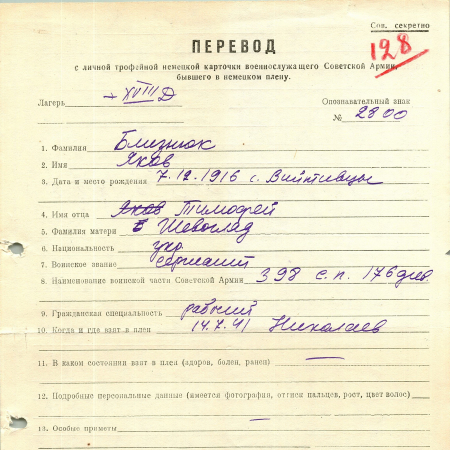 Сов. секретно
128
ПЕРЕВОД
с личной трофейной немецкой карточки военнослужащего Советской Армии,
бывшего в немецком плену.
Лагерь XVIII D Опознавательный знак
№ 2800
1. Фамилия Близнюк
2. Имя Яков
3. Дата и место рождения 7.12.1916 с. Вийтивцы
4. Имя отца Яков Тимофей
5. Фамилия матери Шевоглад
6. Национальность укр.
7. Воинское звание сержант
8. Наименование воинской части Советской Армии 398 с.п. 176 див.
9. Гражданская специальность рабочий
10. Когда и где взят в плен 14.7.41 Николаев
11. В каком состоянии взят в плен (здоров, болен, ранен) —
12. Подробные персональные данные (имеется фотография, оттиск пальцев, рост, цвет волос)
13. Особые приметы —